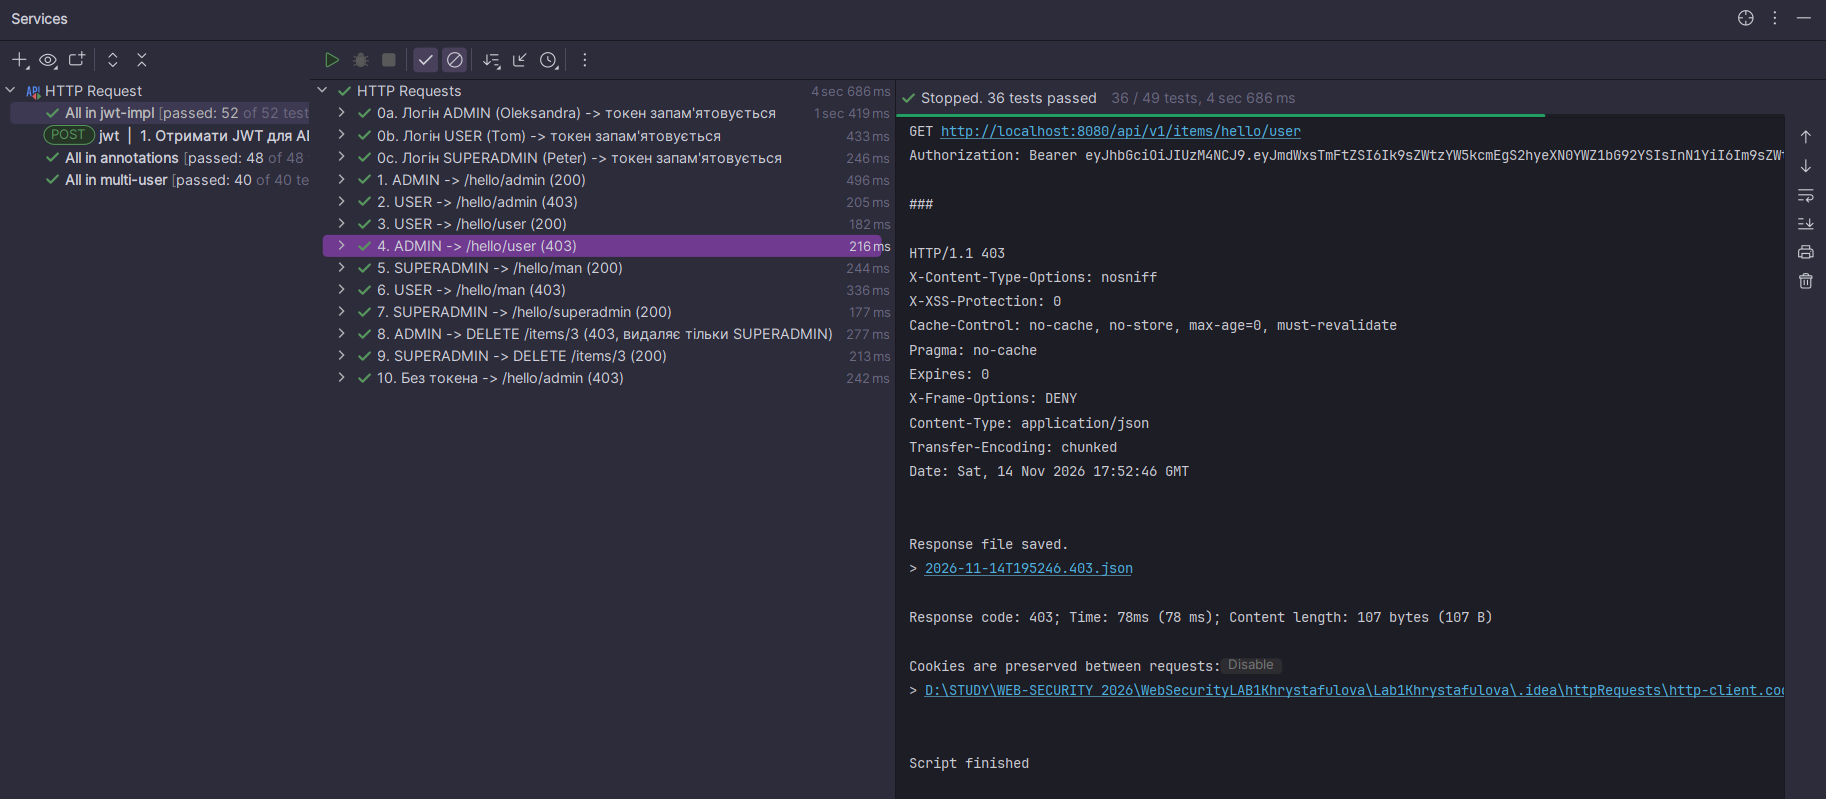 Services
HTTP Request
All in jwt-impl [passed: 52 of 52 test
POST jwt | 1. Отримати JWT для AI
All in annotations [passed: 48 of 48
All in multi-user [passed: 40 of 40 te
HTTP Requests 4 sec 686 ms
0a. Логін ADMIN (Oleksandra) -> токен запам'ятовується 1 sec 419 ms
0b. Логін USER (Tom) -> токен запам'ятовується 433 ms
0c. Логін SUPERADMIN (Peter) -> токен запам'ятовується 246 ms
1. ADMIN -> /hello/admin (200) 496 ms
2. USER -> /hello/admin (403) 205 ms
3. USER -> /hello/user (200) 182 ms
4. ADMIN -> /hello/user (403) 216 ms
5. SUPERADMIN -> /hello/man (200) 244 ms
6. USER -> /hello/man (403) 336 ms
7. SUPERADMIN -> /hello/superadmin (200) 177 ms
8. ADMIN -> DELETE /items/3 (403, видаляє тільки SUPERADMIN) 277 ms
9. SUPERADMIN -> DELETE /items/3 (200) 213 ms
10. Без токена -> /hello/admin (403) 242 ms
Stopped. 36 tests passed 36 / 49 tests, 4 sec 686 ms
GET http://localhost:8080/api/v1/items/hello/user
Authorization: Bearer
###
HTTP/1.1 403
X-Content-Type-Options: nosniff
X-XSS-Protection: 0
Cache-Control: no-cache, no-store, max-age=0, must-revalidate
Pragma: no-cache
Expires: 0
X-Frame-Options: DENY
Content-Type: application/json
Transfer-Encoding: chunked
Date: Sat, 14 Nov 2026 17:52:46 GMT
Response file saved.
> 2026-11-14T195246.403.json
Response code: 403; Time: 78ms (78 ms); Content length: 107 bytes (107 B)
Cookies are preserved between requests: Disable
> D:\STUDY\WEB-SECURITY 2026\WebSecurityLAB1Khrystafulova\Lab1Khrystafulova\.idea\httpRequests\http-client.coo
Script finished